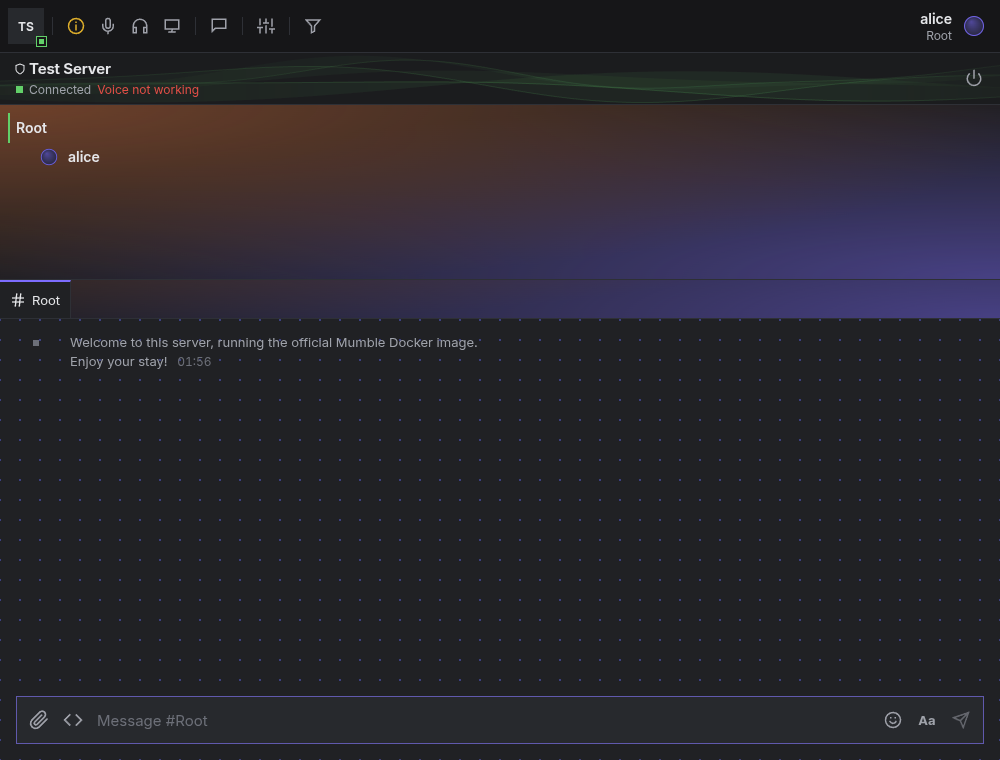 TS
alice
Root
Test Server
Connected Voice not working
Root
alice
Root
Welcome to this server, running the official Mumble Docker image.
Enjoy your stay! 01:56
Message #Root
Aa